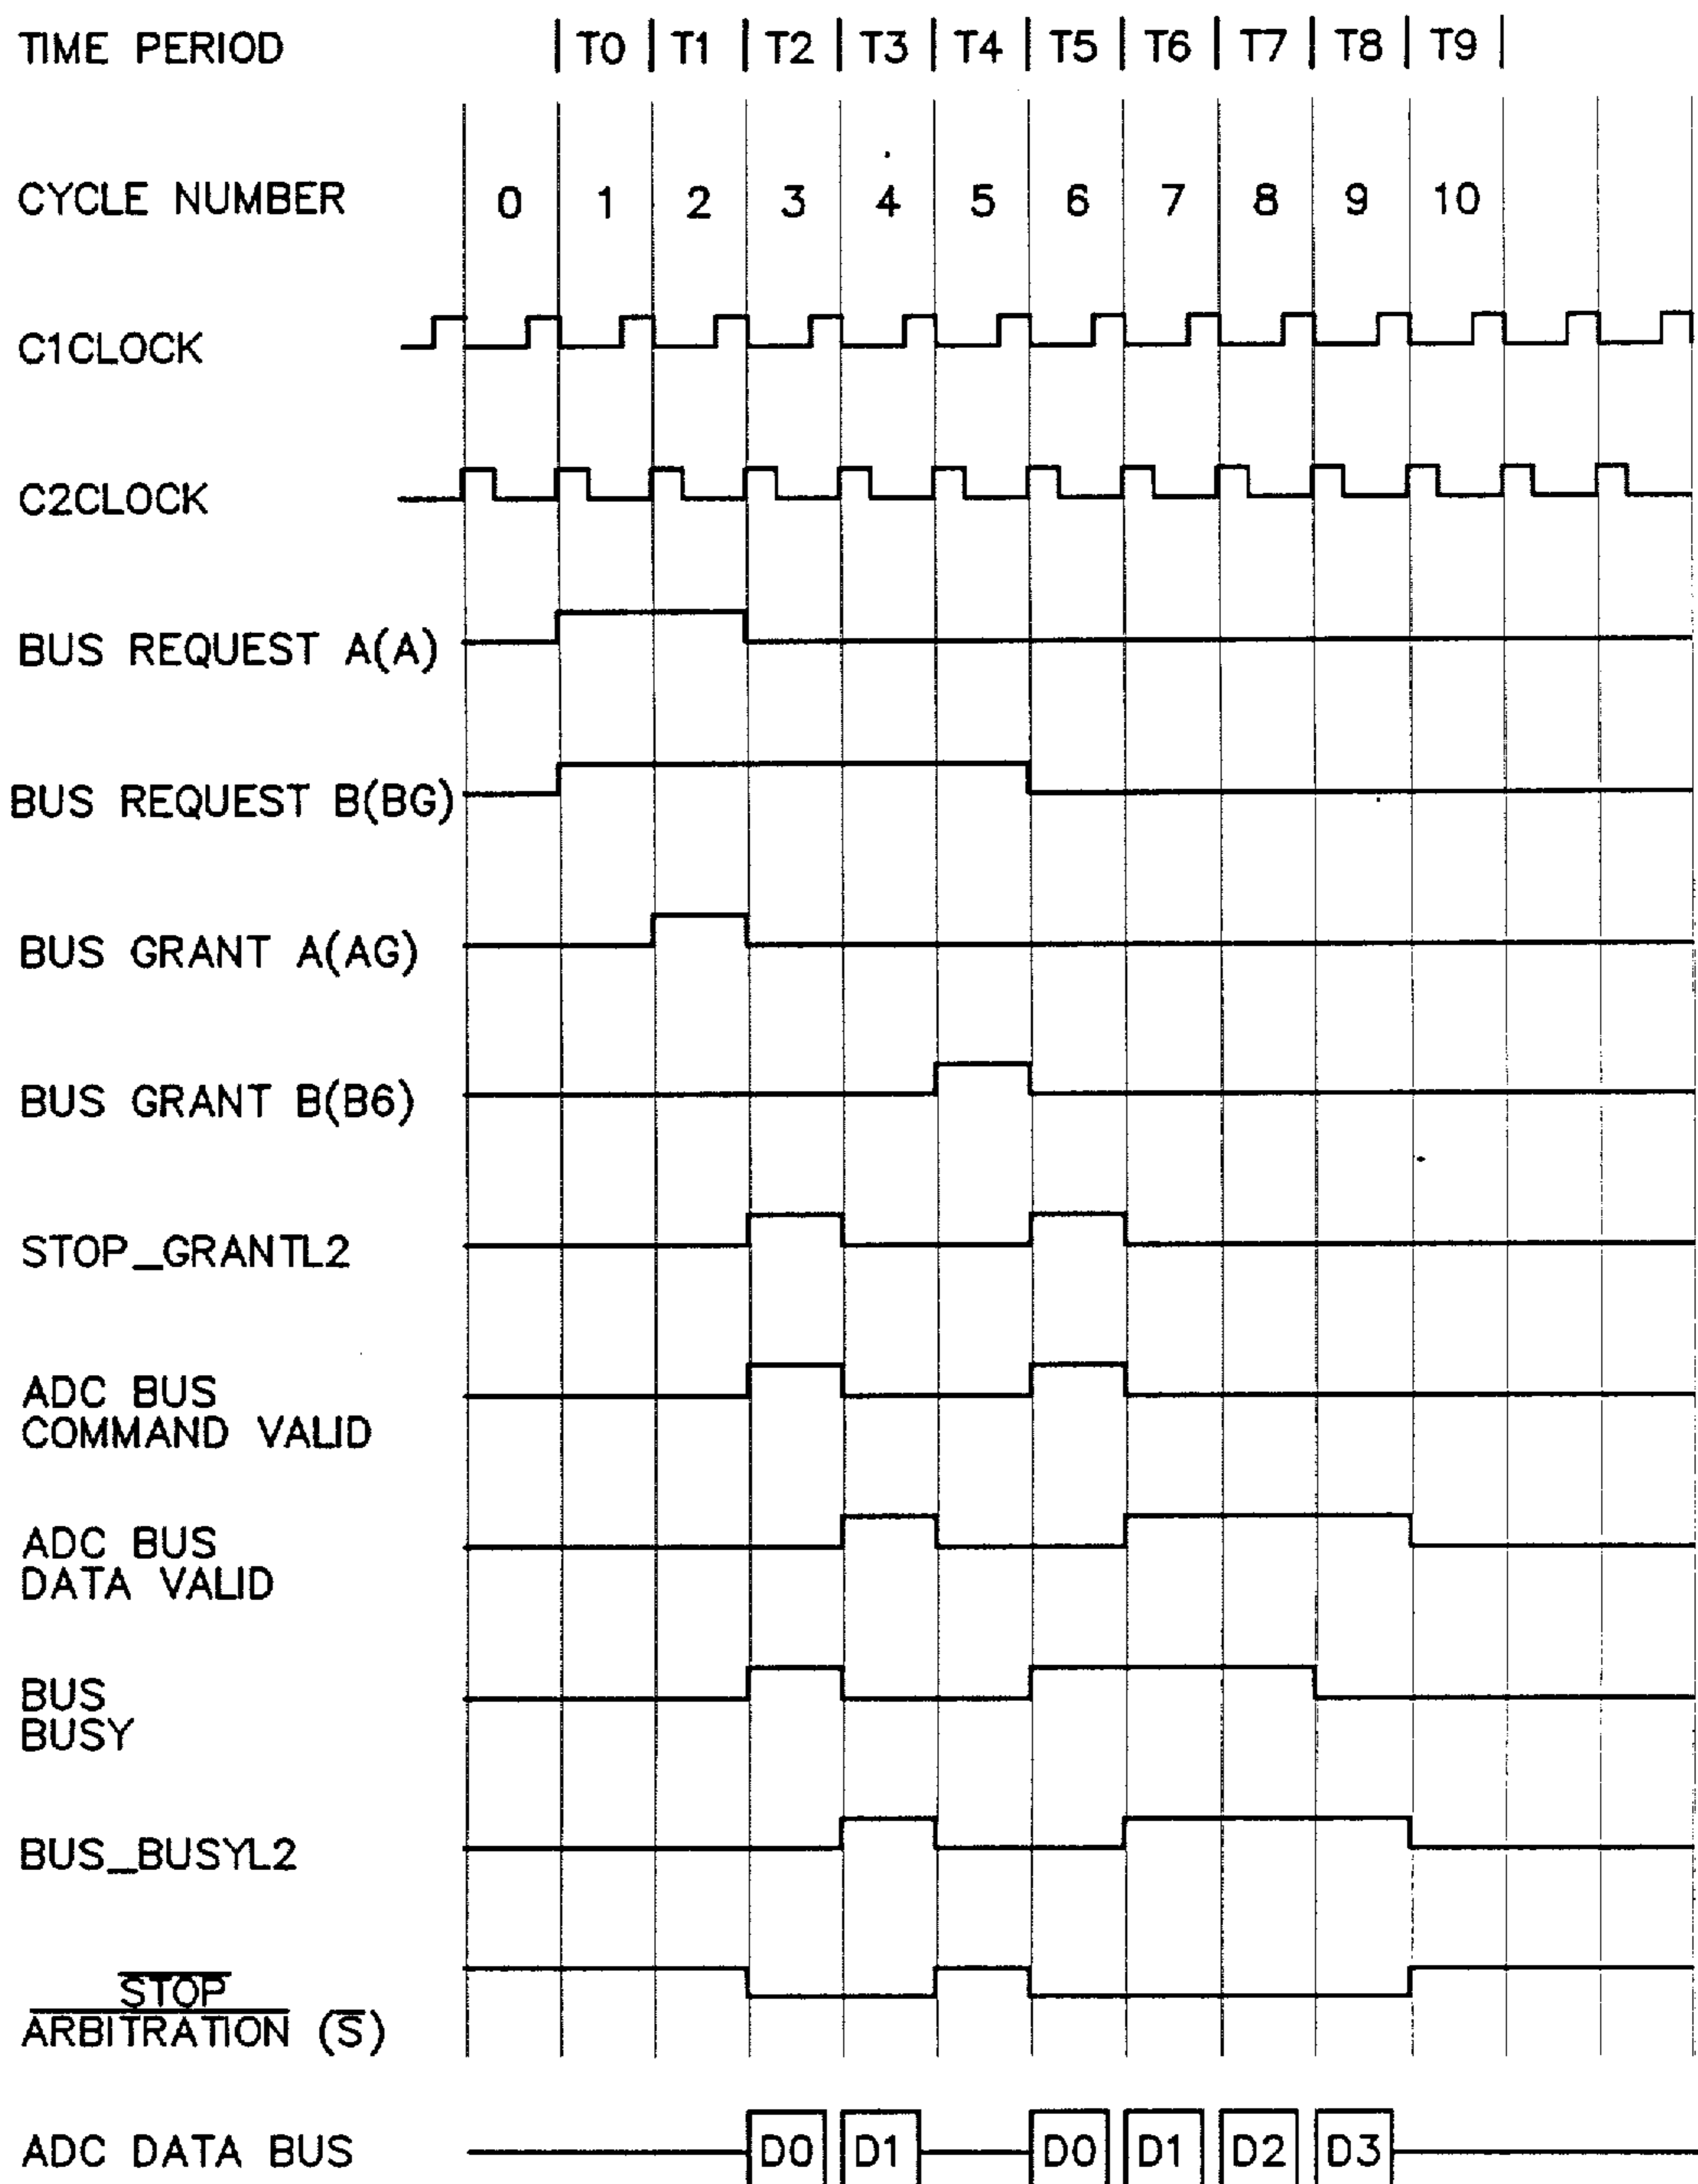 TIME PERIOD | T0 | T1 | T2 | T3 | T4 | T5 | T6 | T7 | T8 | T9 |
CYCLE NUMBER 0 1 2 3 4 5 6 7 8 9 10
C1CLOCK
C2CLOCK
BUS REQUEST A(A)
BUS REQUEST B(BG)
BUS GRANT A(AG)
BUS GRANT B(B6)
STOP_GRANTL2
ADC BUS
COMMAND VALID
ADC BUS
DATA VALID
BUS
BUSY
BUS_BUSYL2
S̅T̅O̅P̅
A̅R̅B̅I̅T̅R̅A̅T̅I̅O̅N̅ (S̅)
ADC DATA BUS D0 D1 D0 D1 D2 D3